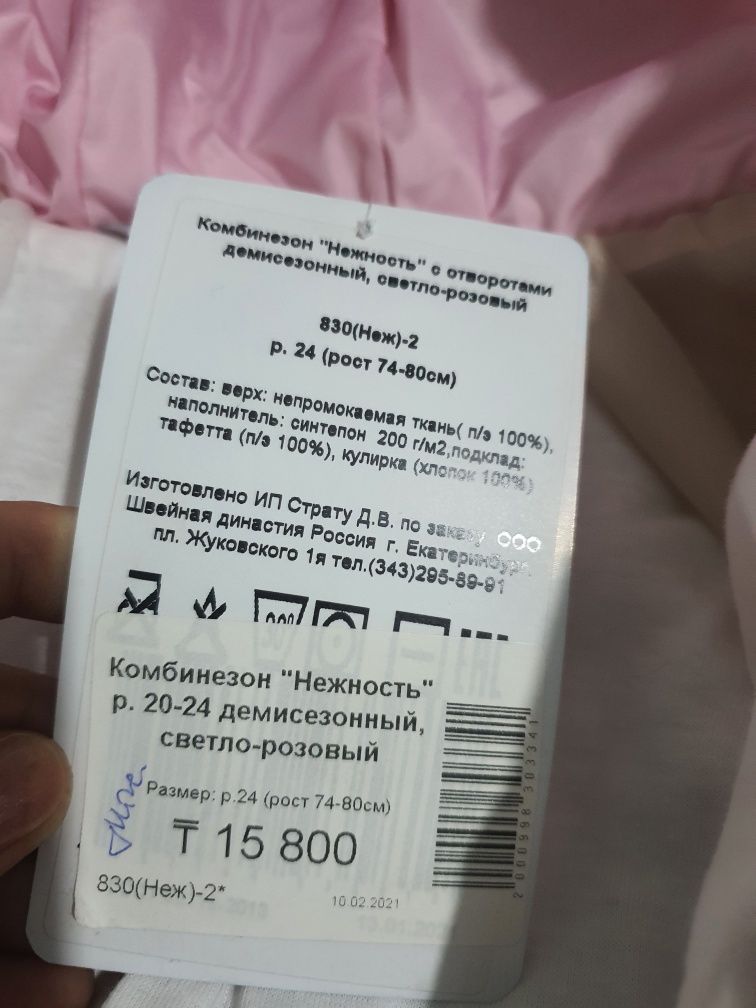 Комбинезон "Нежность" с отворотами
демисезонный, светло-розовый
830(Неж)-2
р. 24 (рост 74-80см)
Состав: верх: непромокаемая ткань( п/э 100%),
наполнитель: синтепон 200 г/м2,подклад:
тафетта (п/э 100%), кулирка (хлопок 100%)
Изготовлено ИП Страту Д.В. по заказу ООО
Швейная династия Россия г. Екатеринбург
пл. Жуковского 1я тел.(343)295-89-91
Комбинезон "Нежность"
р. 20-24 демисезонный,
светло-розовый
Размер: р.24 (рост 74-80см)
₸ 15 800
830(Неж)-2*
10.02.2021
2000998303341